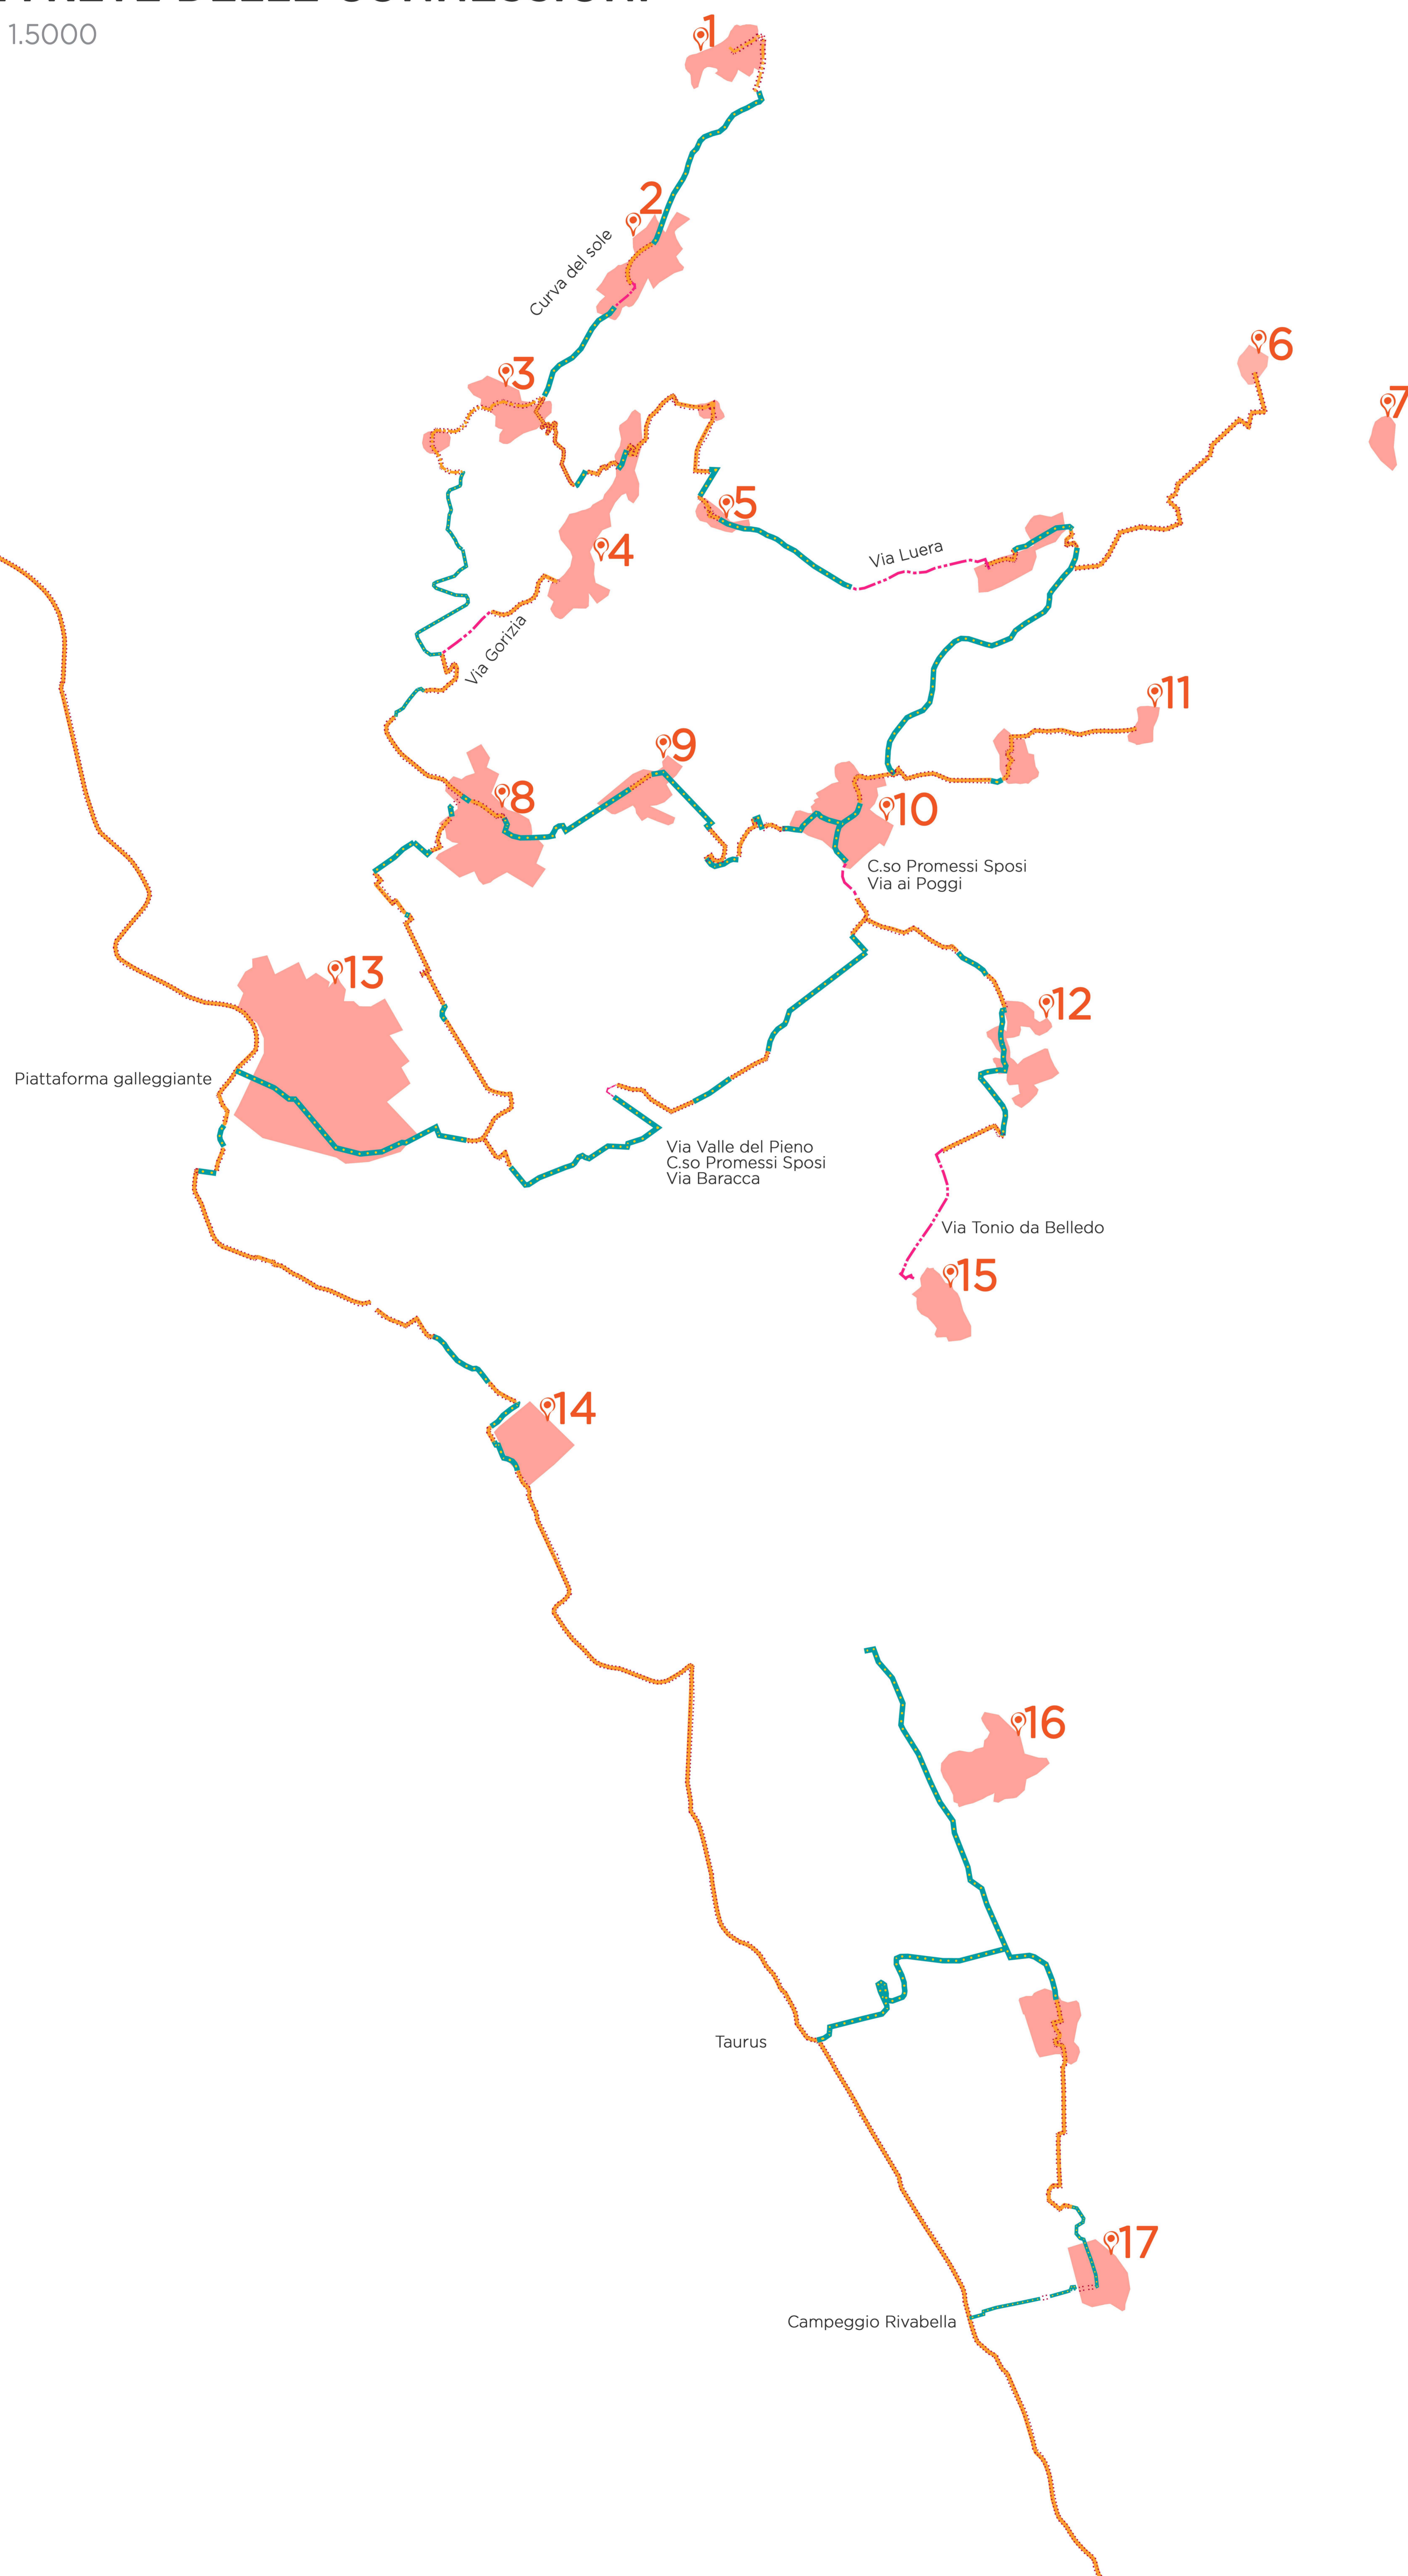 1.5000
1
2
Curva del sole
3
6
7
5
4
Via Luera
Via Gorizia
11
9
8
10
C.so Promessi Sposi
Via ai Poggi
13
12
Piattaforma galleggiante
Via Valle del Pieno
C.so Promessi Sposi
Via Baracca
Via Tonio da Belledo
15
14
16
Taurus
17
Campeggio Rivabella